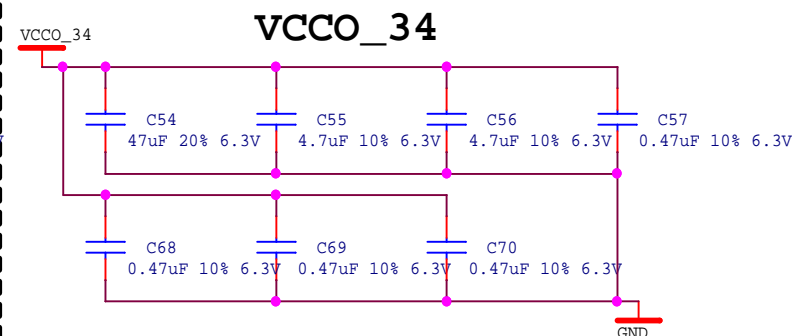 VCCO_34
VCCO_34
C54
47uF 20% 6.3V
C55
4.7uF 10% 6.3V
C56
4.7uF 10% 6.3V
C57
0.47uF 10% 6.3V
C68
0.47uF 10% 6.3V
C69
0.47uF 10% 6.3V
C70
0.47uF 10% 6.3V
GND